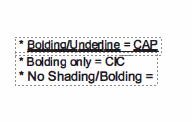 * Bolding/Underline = CAP
* Bolding only = CIC
* No Shading/Bolding =